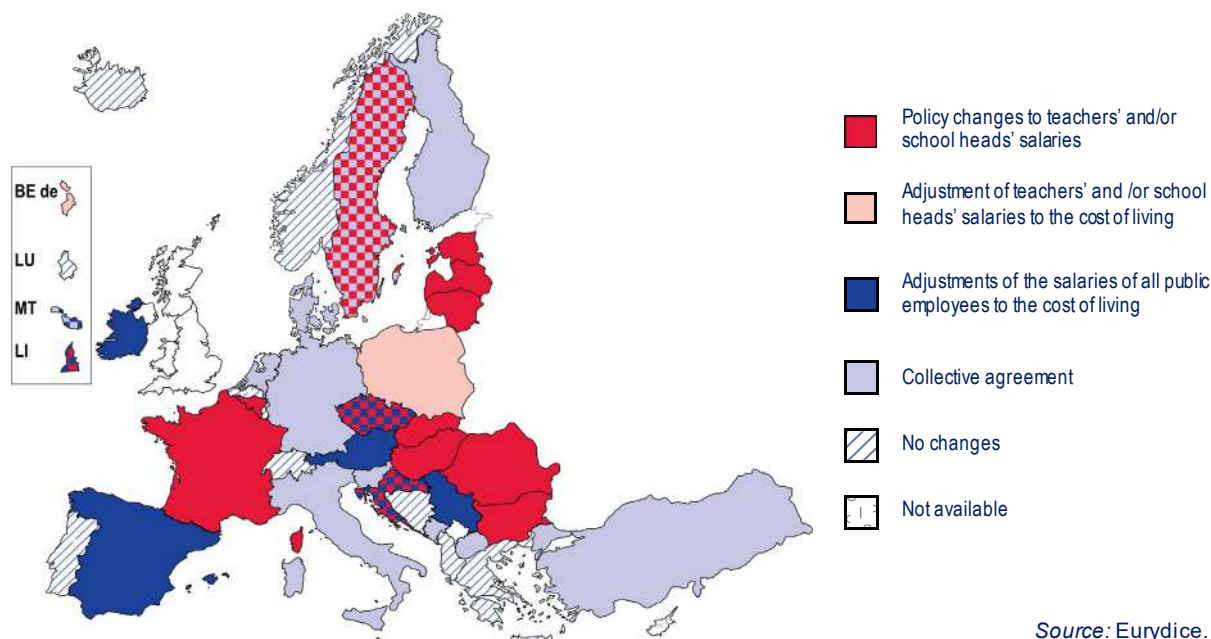 BE de
LU
MT
LI
Policy changes to teachers' and/or
school heads' salaries
Adjustment of teachers' and /or school
heads' salaries to the cost of living
Adjustments of the salaries of all public
employees to the cost of living
Collective agreement
No changes
Not available
Source: Eurydice.